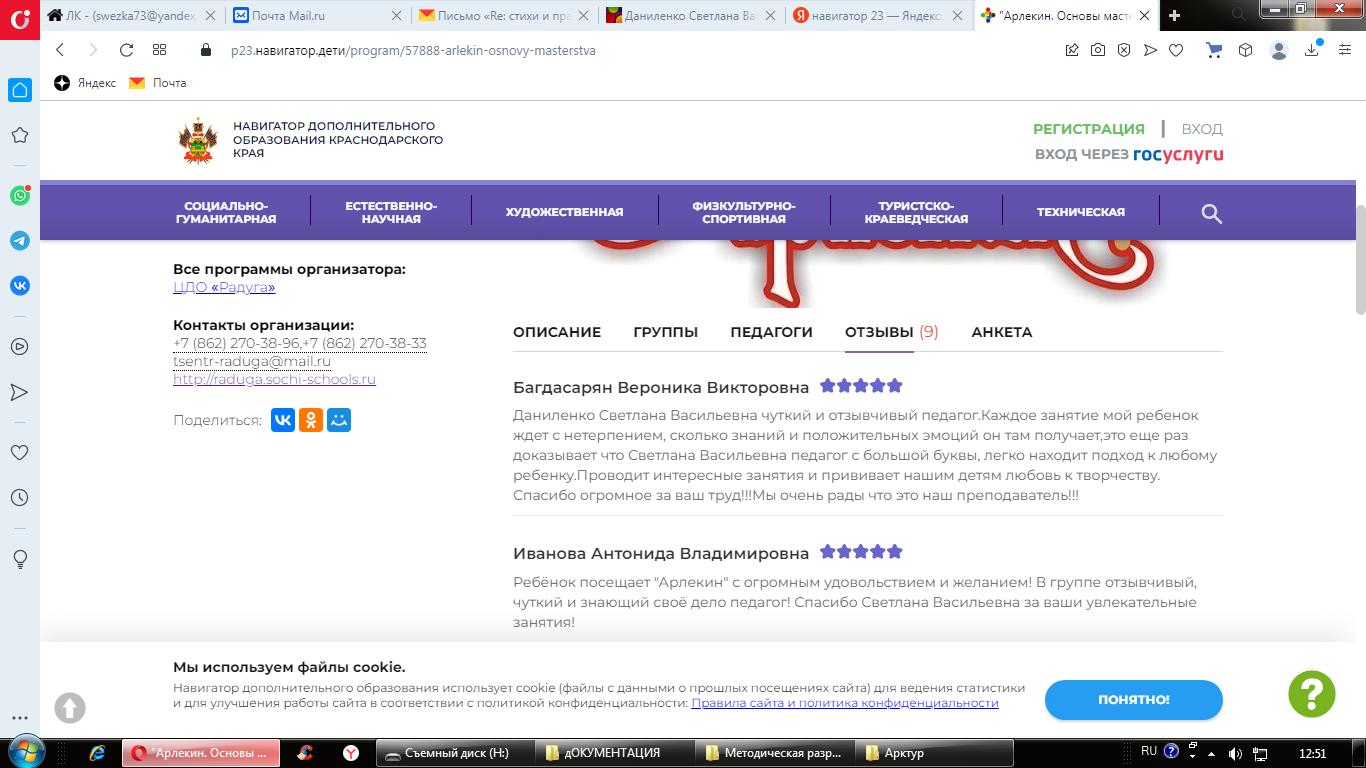 ЛК - (swezka73@yandex.
Почта Mail.ru
Письмо «Re: стихи и пра
Даниленко Светлана Вас
навигатор 23 — Яндекс:
"Арлекин. Основы масте
p23.навигатор.дети/program/57888-arlekin-osnovy-masterstva
Яндекс
Почта
НАВИГАТОР ДОПОЛНИТЕЛЬНОГО
ОБРАЗОВАНИЯ КРАСНОДАРСКОГО
КРАЯ
РЕГИСТРАЦИЯ | ВХОД
ВХОД ЧЕРЕЗ госуслуги
СОЦИАЛЬНО-
ГУМАНИТАРНАЯ
ЕСТЕСТВЕННО-
НАУЧНАЯ
ХУДОЖЕСТВЕННАЯ
ФИЗКУЛЬТУРНО-
СПОРТИВНАЯ
ТУРИСТСКО-
КРАЕВЕДЧЕСКАЯ
ТЕХНИЧЕСКАЯ
Все программы организатора:
ЦДО «Радуга»
Контакты организации:
+7 (862) 270-38-96,+7 (862) 270-38-33
tsentr-raduga@mail.ru
http://raduga.sochi-schools.ru
Поделиться:
ОПИСАНИЕ ГРУППЫ ПЕДАГОГИ ОТЗЫВЫ (9) АНКЕТА
Багдасарян Вероника Викторовна
Даниленко Светлана Васильевна чуткий и отзывчивый педагог.Каждое занятие мой ребенок
ждет с нетерпением, сколько знаний и положительных эмоций он там получает,это еще раз
доказывает что Светлана Васильевна педагог с большой буквы, легко находит подход к любому
ребенку.Проводит интересные занятия и прививает нашим детям любовь к творчеству.
Спасибо огромное за ваш труд!!!Мы очень рады что это наш преподаватель!!!
Иванова Антонида Владимировна
Ребёнок посещает "Арлекин" с огромным удовольствием и желанием! В группе отзывчивый,
чуткий и знающий своё дело педагог! Спасибо Светлана Васильевна за ваши увлекательные
занятия!
Мы используем файлы cookie.
Навигатор дополнительного образования использует cookie (файлы с данными о прошлых посещениях сайта) для ведения статистики
и для улучшения работы сайта в соответствии с политикой конфиденциальности: Правила сайта и политика конфиденциальности
ПОНЯТНО!
"Арлекин. Основы ...
Съемный диск (H:)
дОКУМЕНТАЦИЯ
Методическая разр...
Арктур
RU
12:51